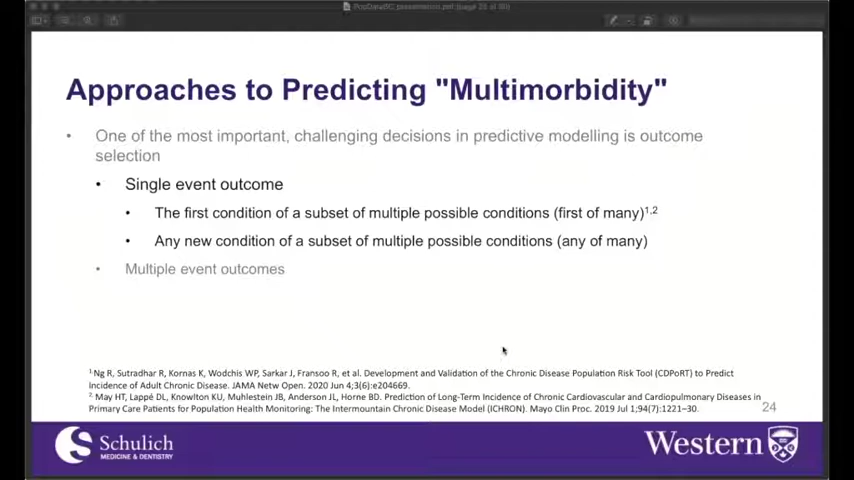 Approaches to Predicting "Multimorbidity"
• One of the most important, challenging decisions in predictive modelling is outcome
selection
• Single event outcome
• The first condition of a subset of multiple possible conditions (first of many)1,2
• Any new condition of a subset of multiple possible conditions (any of many)
• Multiple event outcomes
1 Ng R, Sutradhar R, Kornas K, Wodchis WP, Sarkar J, Fransoo R, et al. Development and Validation of the Chronic Disease Population Risk Tool (CDPoRT) to Predict
Incidence of Adult Chronic Disease. JAMA Netw Open. 2020 Jun 4;3(6):e204669.
2. May HT, Lappé DL, Knowlton KU, Muhlestein JB, Anderson JL, Horne BD. Prediction of Long-Term Incidence of Chronic Cardiovascular and Cardiopulmonary Diseases in
Primary Care Patients for Population Health Monitoring: The Intermountain Chronic Disease Model (ICHRON). Mayo Clin Proc. 2019 Jul 1;94(7):1221–30.
24
Schulich
MEDICINE & DENTISTRY
Western